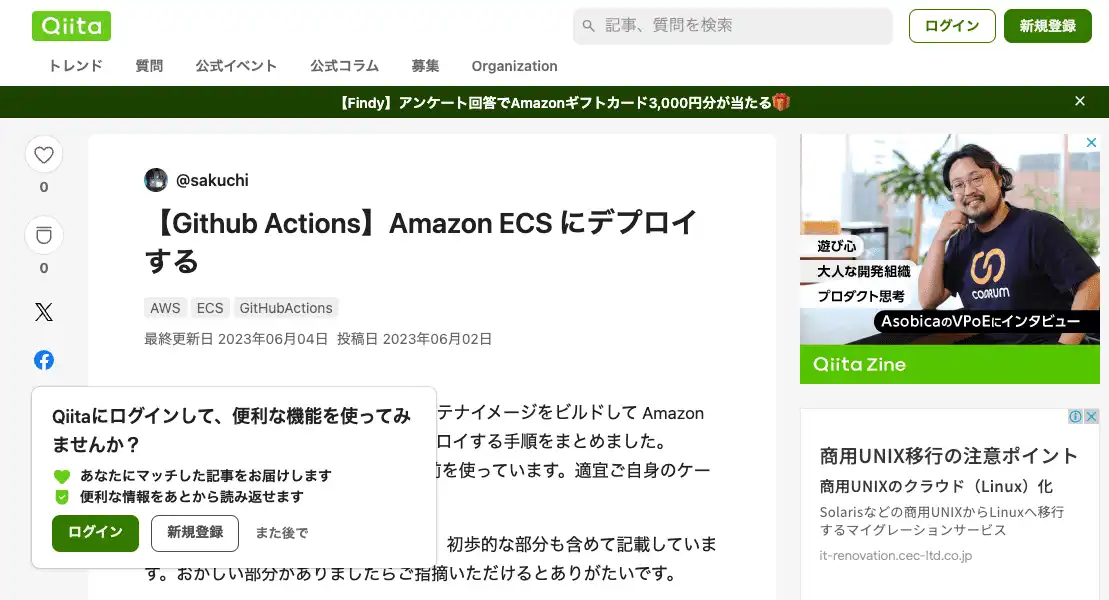 Qiita
記事、質問を検索
ログイン
新規登録
トレンド
質問
公式イベント
公式コラム
募集
Organization
【Findy】アンケート回答でAmazonギフトカード3,000円分が当たる🎁
@sakuchi
【Github Actions】Amazon ECS にデプロイ
する
AWS
ECS
GitHubActions
最終更新日 2023年06月04日 投稿日 2023年06月02日
0
0
テナイメージをビルドして Amazon
ロイする手順をまとめました。
を使っています。適宜ご自身のケー
初歩的な部分も含めて記載していま
す。おかしい部分がありましたらご指摘いただけるとありがたいです。
Qiitaにログインして、便利な機能を使ってみ
ませんか？
あなたにマッチした記事をお届けします
便利な情報をあとから読み返せます
ログイン
新規登録
また後で
遊び心
大人な開発組織
プロダクト思考
AsobicaのVPoEにインタビュー
Qiita Zine
商用UNIX移行の注意ポイント
商用UNIXのクラウド（Linux）化
Solarisなどの商用UNIXからLinuxへ移行
するマイグレーションサービス
it-renovation.cec-ltd.co.jp